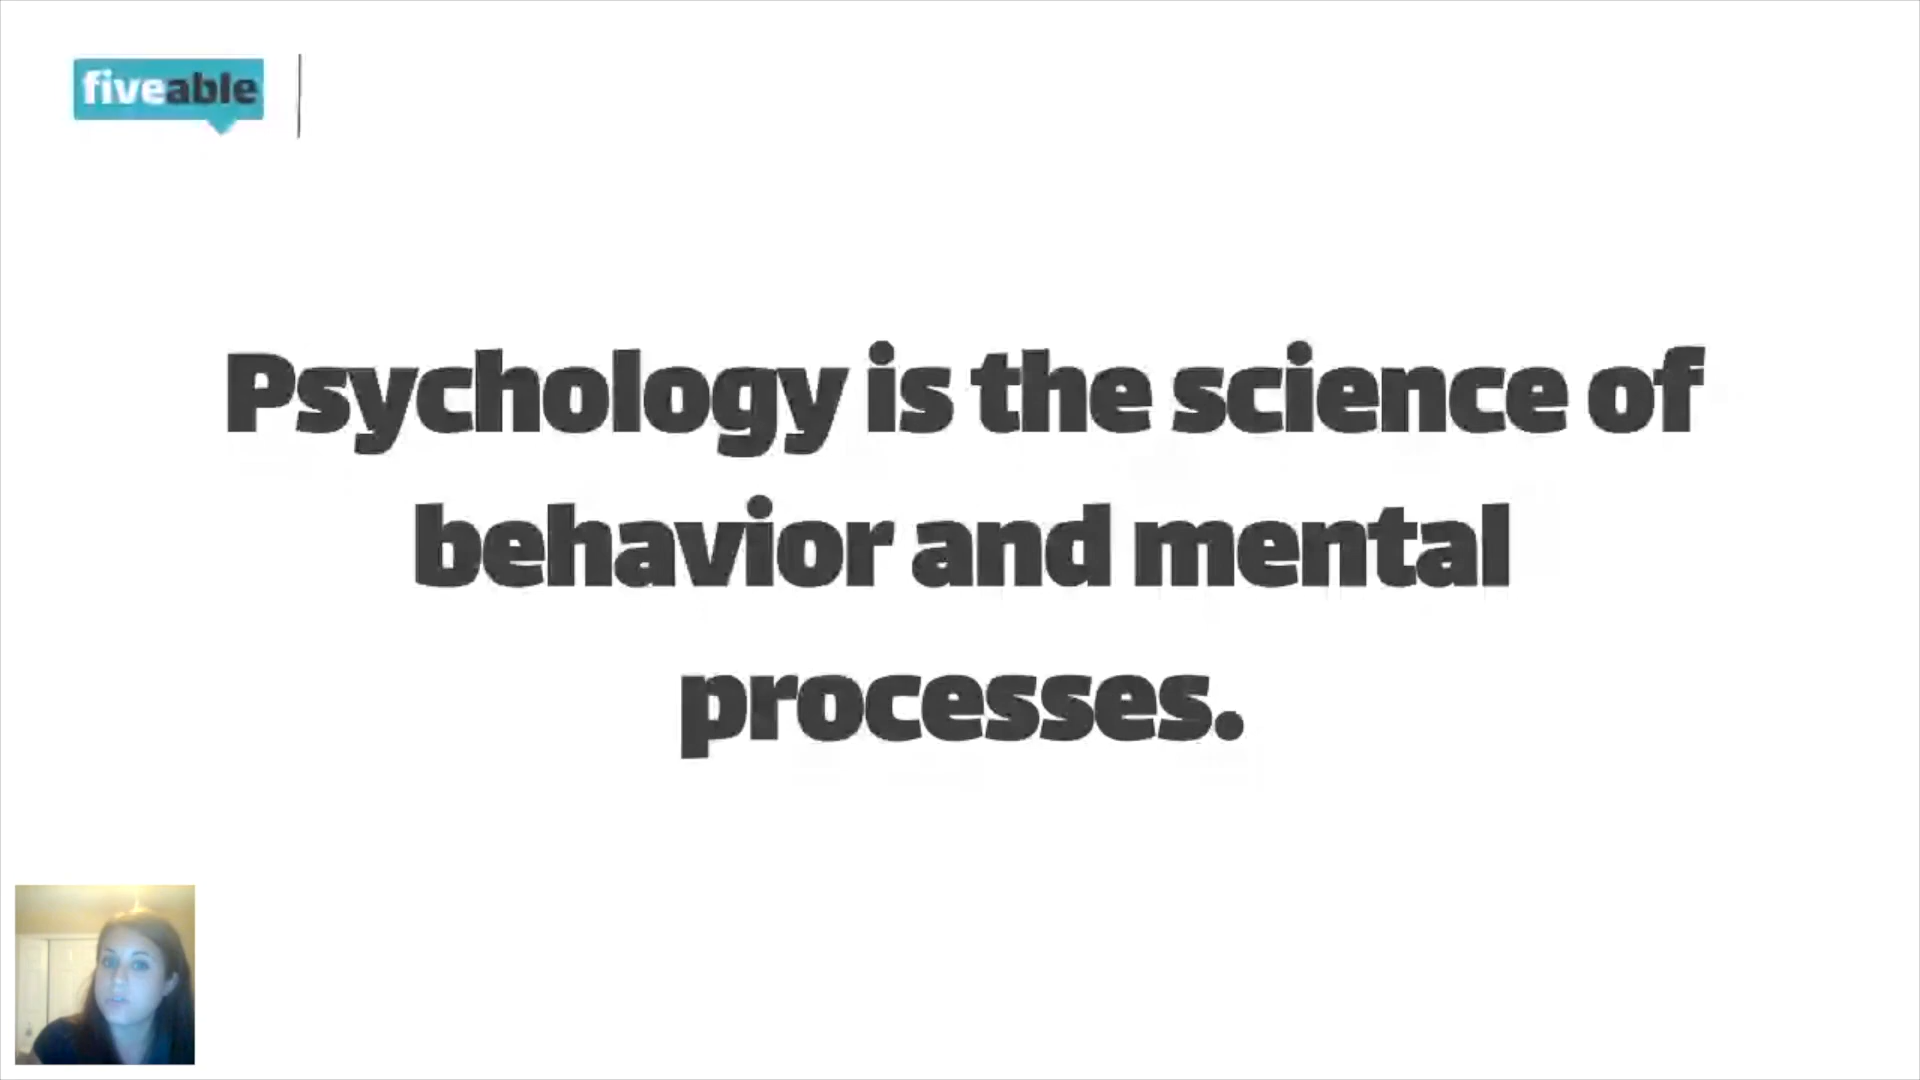 fiveable
Psychology is the science of
behavior and mental
processes.